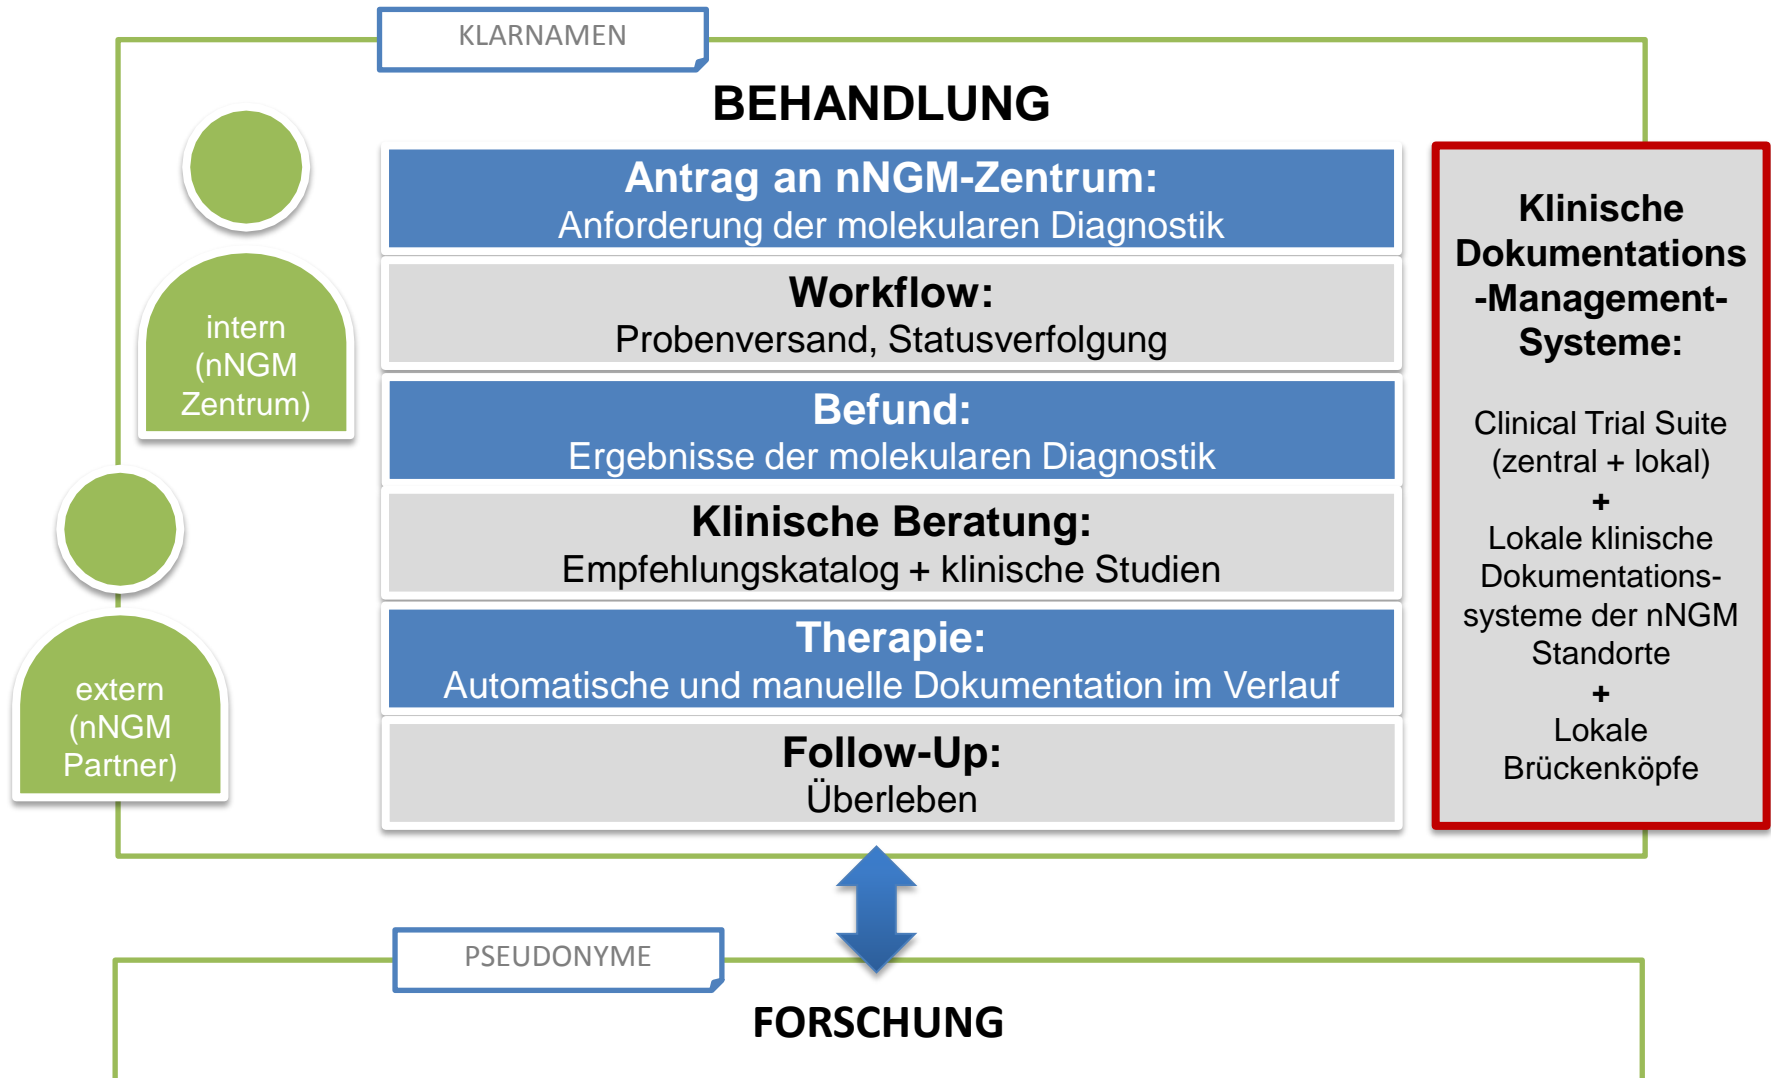 KLARNAMEN
BEHANDLUNG
intern
(nNGM
Zentrum)
extern
(nNGM
Partner)
Antrag an nNGM-Zentrum:
Anforderung der molekularen Diagnostik
Workflow:
Probenversand, Statusverfolgung
Befund:
Ergebnisse der molekularen Diagnostik
Klinische Beratung:
Empfehlungskatalog + klinische Studien
Therapie:
Automatische und manuelle Dokumentation im Verlauf
Follow-Up:
Überleben
Klinische
Dokumentations
-Management-
Systeme:
Clinical Trial Suite
(zentral + lokal)
+
Lokale klinische
Dokumentations-
systeme der nNGM
Standorte
+
Lokale
Brückenköpfe
PSEUDONYME
FORSCHUNG